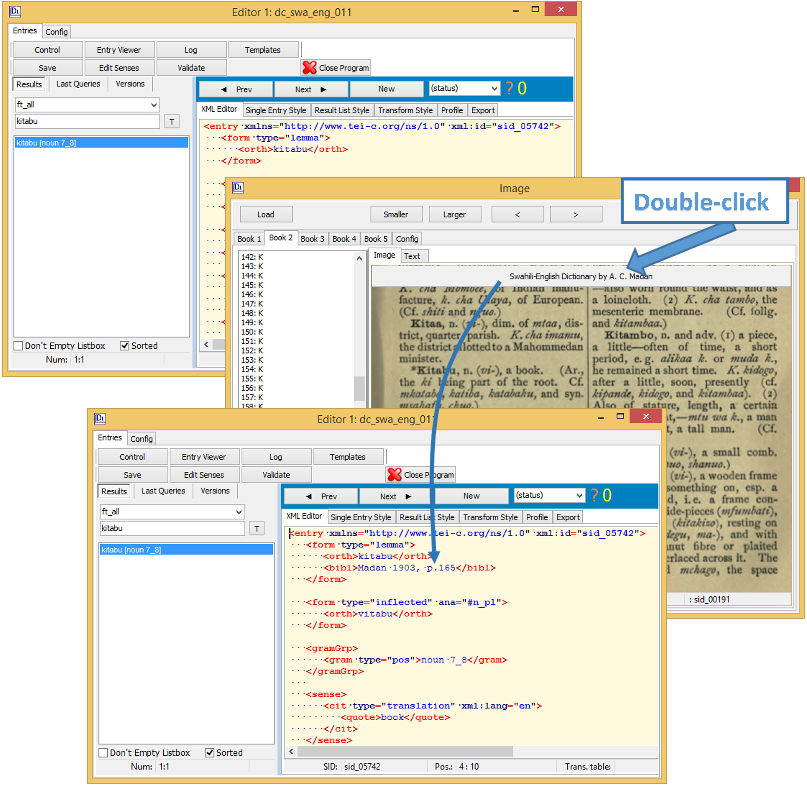 Editor 1: dc_swa_eng_011
Entries Config
Control Entry Viewer Log Templates
Save Edit Senses Validate Close Program
Results Last Queries Versions
ft_all
kitabu T
kitabu [noun 7_8]
Don't Empty Listbox Sorted
Num: 1:1
Prev Next New (status) ? 0
XML Editor Single Entry Style Result List Style Transform Style Profile Export
<entry xmlns="http://www.tei-c.org/ns/1.0" xml:id="sid_05742">
<form type="lemma">
<orth>kitabu</orth>
</form>
Image
Double-click
Load Smaller Larger < >
Book 1 Book 2 Book 3 Book 4 Book 5 Config
142: K
143: K
144: K
145: K
146: K
147: K
148: K
149: K
150: K
151: K
152: K
153: K
154: K
155: K
156: K
157: K
158: K
Image Text
Swahili-English Dictionary by A. C. Madan
K. cha Mombee, of Indian manu-
facture, k. cha Ulaya, of European.
(Cf. shiti and nguo.)
Kitaa, n. (vi-), dim. of mtaa, dis-
trict, quarter, parish. K. cha imamu,
the district allotted to a Mohammedan
minister.
*Kitabu, n. (vi-), a book. (Ar.,
the ki being part of the root. Cf.
mkataba, katiba, katabahu, and syn.
msahafu, chuo.)
—also worn round the waist, and as
a loincloth. (2) K. cha tambo, the
mesenteric membrane. (Cf. follg.
and kitambaa.)
Kitambo, n. and adv. (1) a piece,
a little—often of time, a short
period, e. g. alikaa k. or muda k.,
he remained a short time. K. kidogo,
after a little, soon, presently (cf.
kipande, kidogo, and kitambaa). (2)
Also of stature, length, a certain
—mtu wa k., a man
t, a tall man. (Cf.
(vi-), a small comb.
nuo, shanuo.)
(vi-), a wooden frame
something on, esp. a
d, i. e. a frame con-
ide-pieces (mfumbati),
(kitakizo), resting on
legu, ma-), and with
nut fibre or plaited
erlaced across it. The
l mchago, the space
: sid_00191
Editor 1: dc_swa_eng_011
Entries Config
Control Entry Viewer Log Templates
Save Edit Senses Validate Close Program
Results Last Queries Versions
ft_all
kitabu T
kitabu [noun 7_8]
Don't Empty Listbox Sorted
Num: 1:1
Prev Next New (status) ? 0
XML Editor Single Entry Style Result List Style Transform Style Profile Export
<entry xmlns="http://www.tei-c.org/ns/1.0" xml:id="sid_05742">
<form type="lemma">
<orth>kitabu</orth>
<bibl>Madan 1903, p.165</bibl>
</form>
<form type="inflected" ana="#n_pl">
<orth>vitabu</orth>
</form>
<gramGrp>
<gram type="pos">noun 7_8</gram>
</gramGrp>
<sense>
<cit type="translation" xml:lang="en">
<quote>book</quote>
</cit>
</sense>
SID: sid_05742 Pos.: 4 : 10 Trans. table: